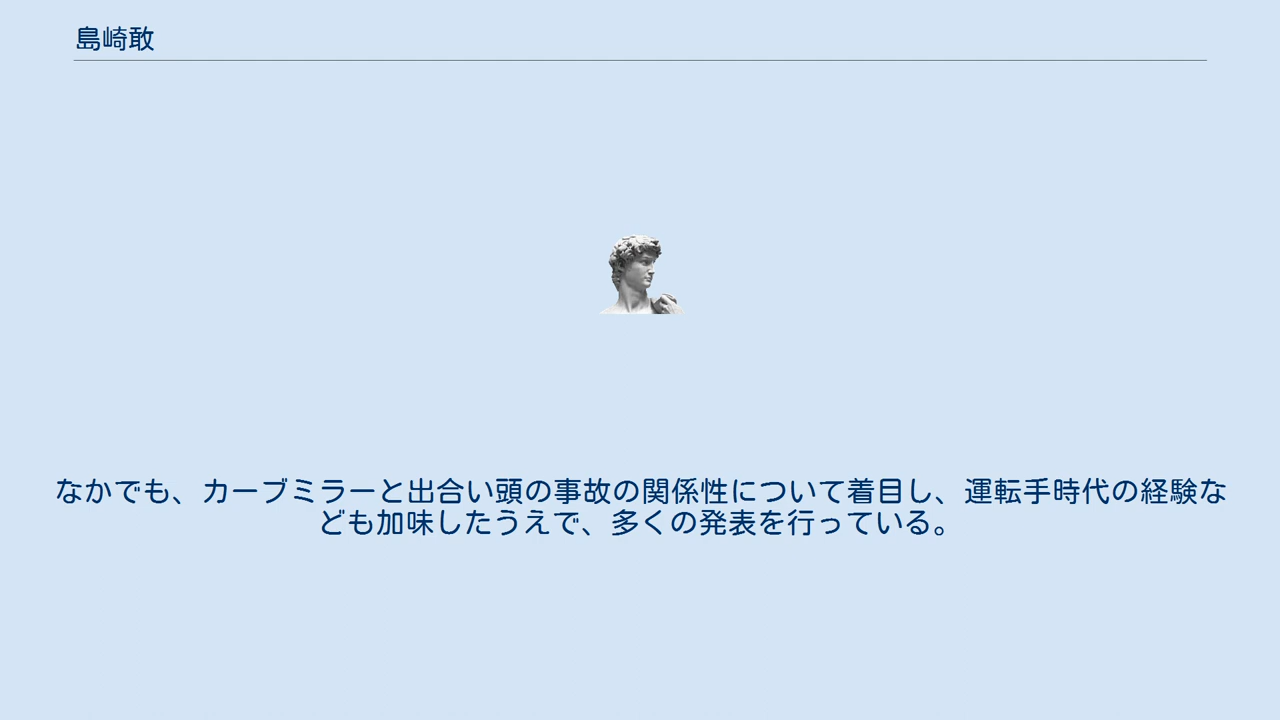 島崎敢
なかでも、カーブミラーと出合い頭の事故の関係性について着目し、運転手時代の経験な
ども加味したうえで、多くの発表を行っている。